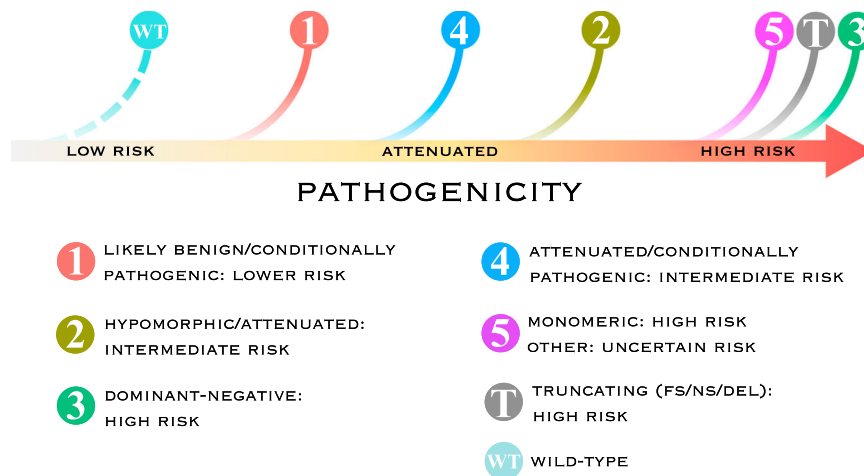 WT 1 4 2 5 T 3
LOW RISK ATTENUATED HIGH RISK
PATHOGENICITY
1 LIKELY BENIGN/CONDITIONALLY
PATHOGENIC: LOWER RISK
2 HYPOMORPHIC/ATTENUATED:
INTERMEDIATE RISK
3 DOMINANT-NEGATIVE:
HIGH RISK
4 ATTENUATED/CONDITIONALLY
PATHOGENIC: INTERMEDIATE RISK
5 MONOMERIC: HIGH RISK
OTHER: UNCERTAIN RISK
T TRUNCATING (FS/NS/DEL):
HIGH RISK
WT WILD-TYPE